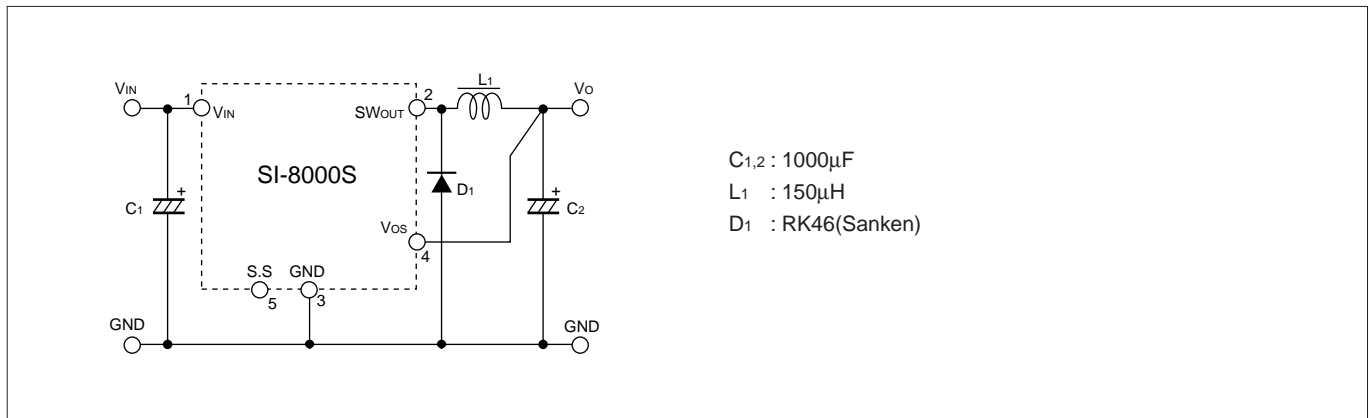 VIN
1
VIN
SWOUT
2
L1
VO
SI-8000S
C1
+
D1
+
C2
VOS
4
S.S
GND
5
3
GND
GND
C1,2 : 1000µF
L1 : 150µH
D1 : RK46(Sanken)